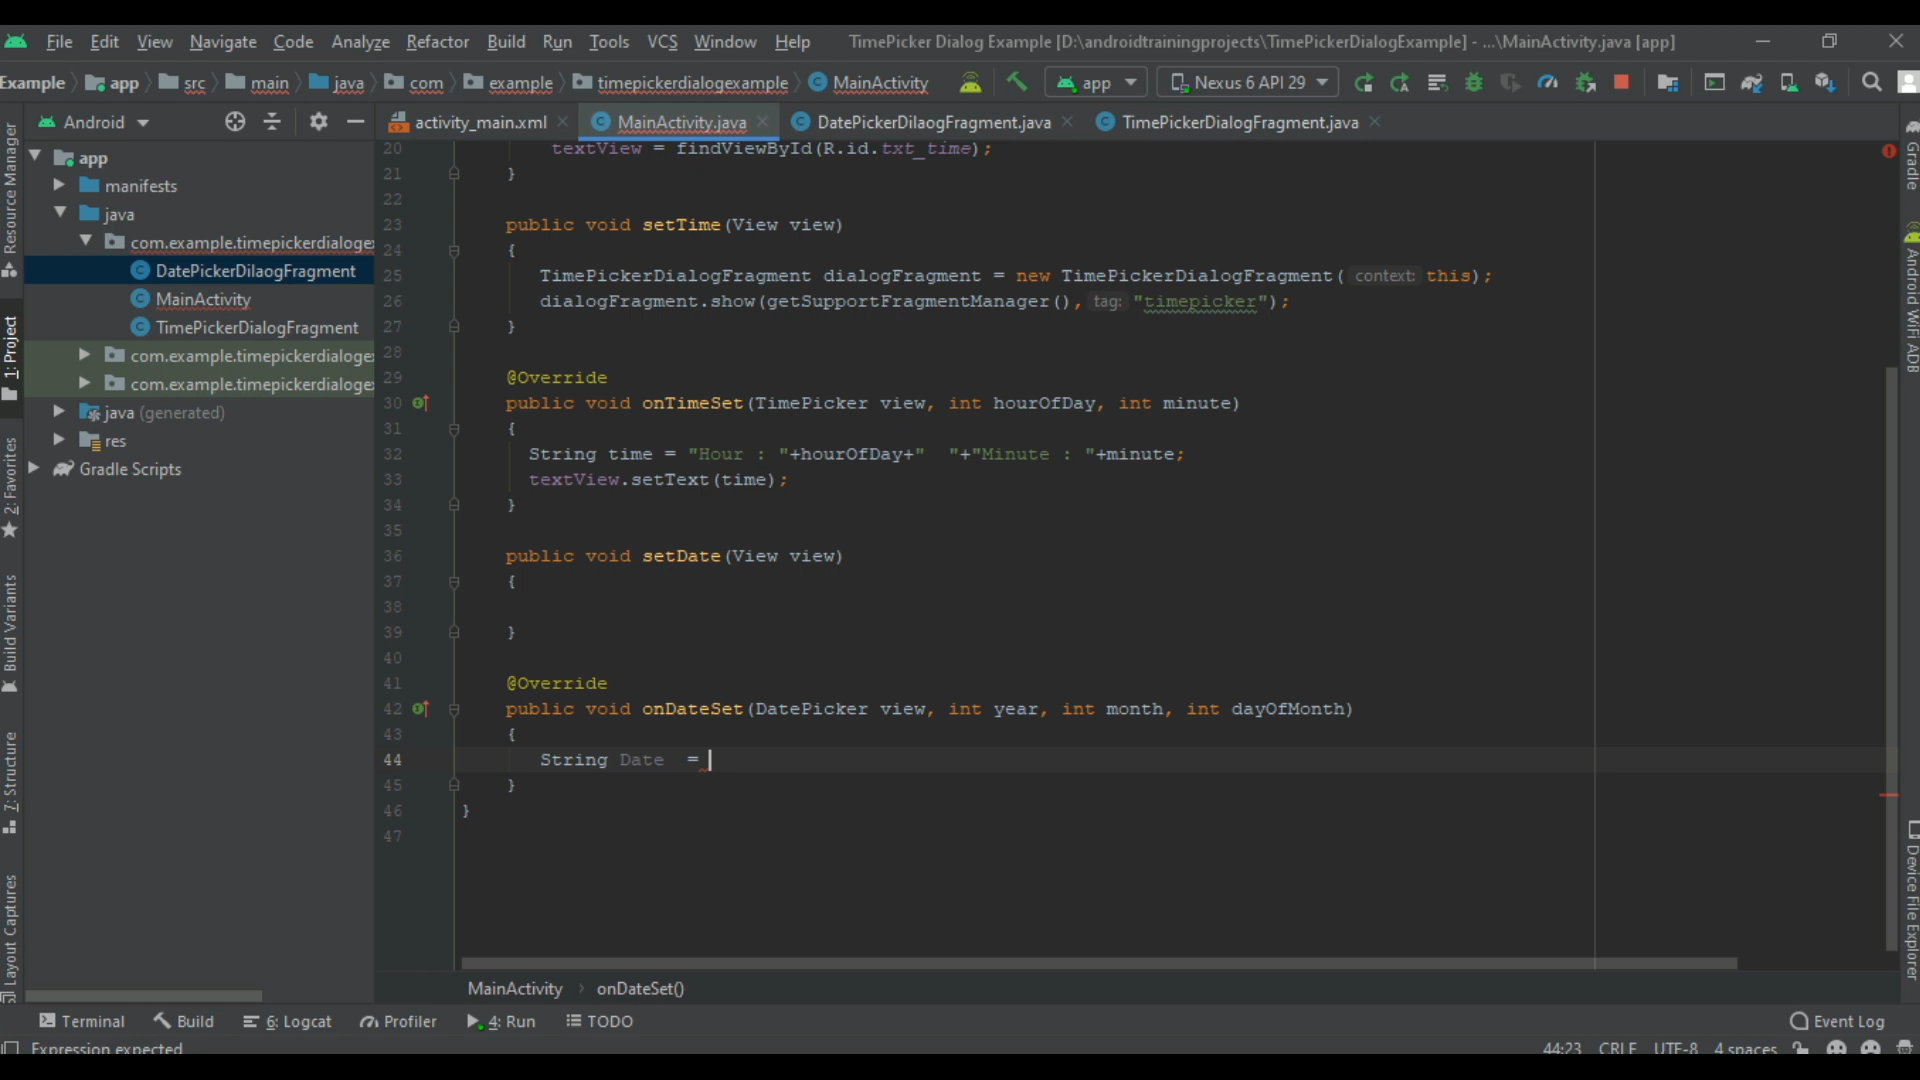 File Edit View Navigate Code Analyze Refactor Build Run Tools VCS Window Help TimePicker Dialog Example [D:\androidtrainingprojects\TimePickerDialogExample] - ...\MainActivity.java [app]
Example app src main java com example timepickerdialogexample MainActivity app Nexus 6 API 29
Android activity_main.xml MainActivity.java DatePickerDilaogFragment.java TimePickerDialogFragment.java
app
manifests
java
com.example.timepickerdialogex
DatePickerDilaogFragment
MainActivity
TimePickerDialogFragment
com.example.timepickerdialoge
com.example.timepickerdialoge
java (generated)
res
Gradle Scripts
Resource Manager
1: Project
2: Favorites
Build Variants
7: Structure
Layout Captures
20 textView = findViewById(R.id.txt_time);
21 }
22
23 public void setTime(View view)
24 {
25 TimePickerDialogFragment dialogFragment = new TimePickerDialogFragment( context: this);
26 dialogFragment.show(getSupportFragmentManager(), tag: "timepicker");
27 }
28
29 @Override
30 public void onTimeSet(TimePicker view, int hourOfDay, int minute)
31 {
32 String time = "Hour : "+hourOfDay+"  "+"Minute : "+minute;
33 textView.setText(time);
34 }
35
36 public void setDate(View view)
37 {
38
39 }
40
41 @Override
42 public void onDateSet(DatePicker view, int year, int month, int dayOfMonth)
43 {
44 String Date  =
45 }
46 }
47
Gradle
Android WiFi ADB
Device File Explorer
MainActivity onDateSet()
Terminal Build 6: Logcat Profiler 4: Run TODO Event Log
Expression expected 44:23 CRLF UTF-8 4 spaces